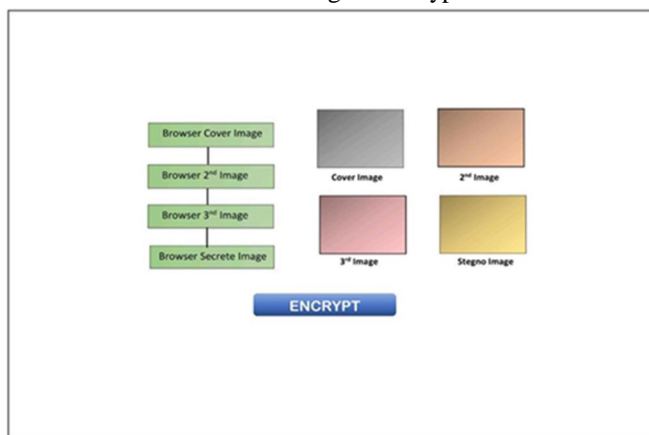 Browser Cover Image
Browser 2nd Image
Browser 3nd Image
Browser Secrete Image
Cover Image
2nd Image
3rd Image
Stegno Image
ENCRYPT